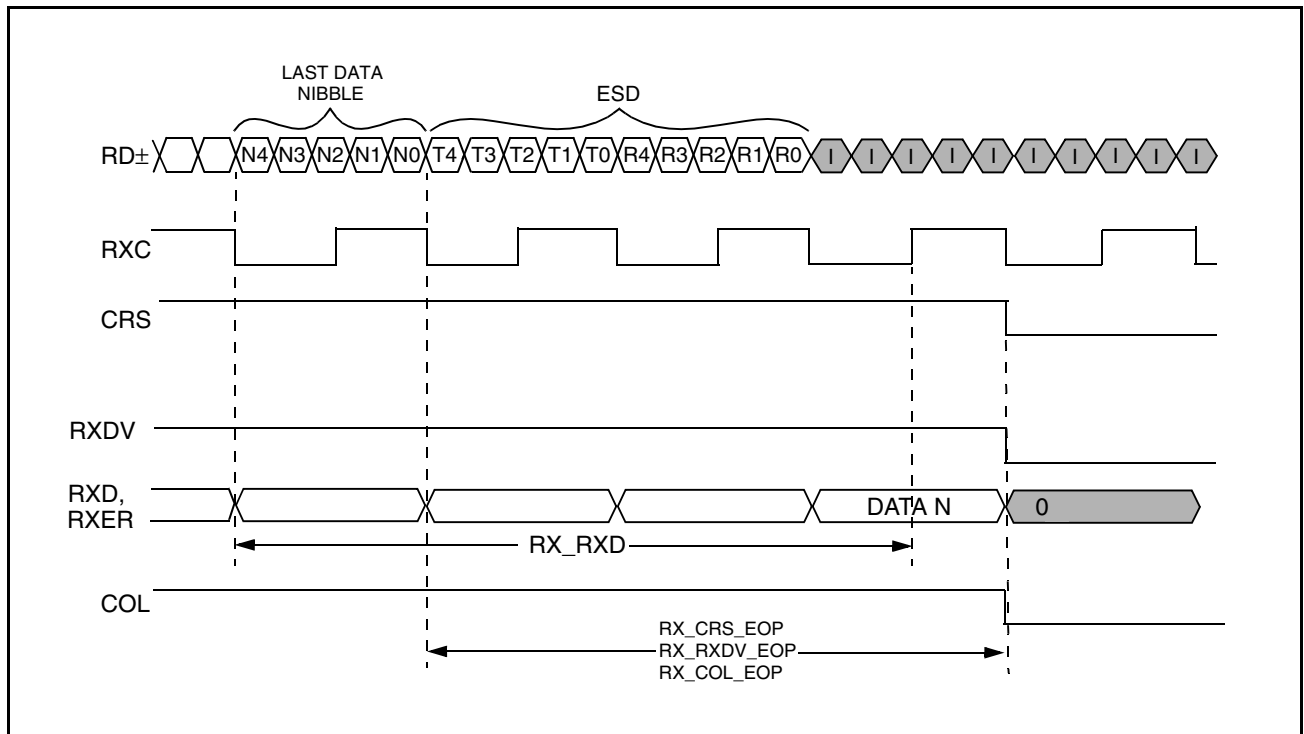 LAST DATA
NIBBLE
ESD
RD± N4 N3 N2 N1 N0 T4 T3 T2 T1 T0 R4 R3 R2 R1 R0 I I I I I I I I I I
RXC
CRS
RXDV
RXD,
RXER
DATA N
0
RX_RXD
COL
RX_CRS_EOP
RX_RXDV_EOP
RX_COL_EOP